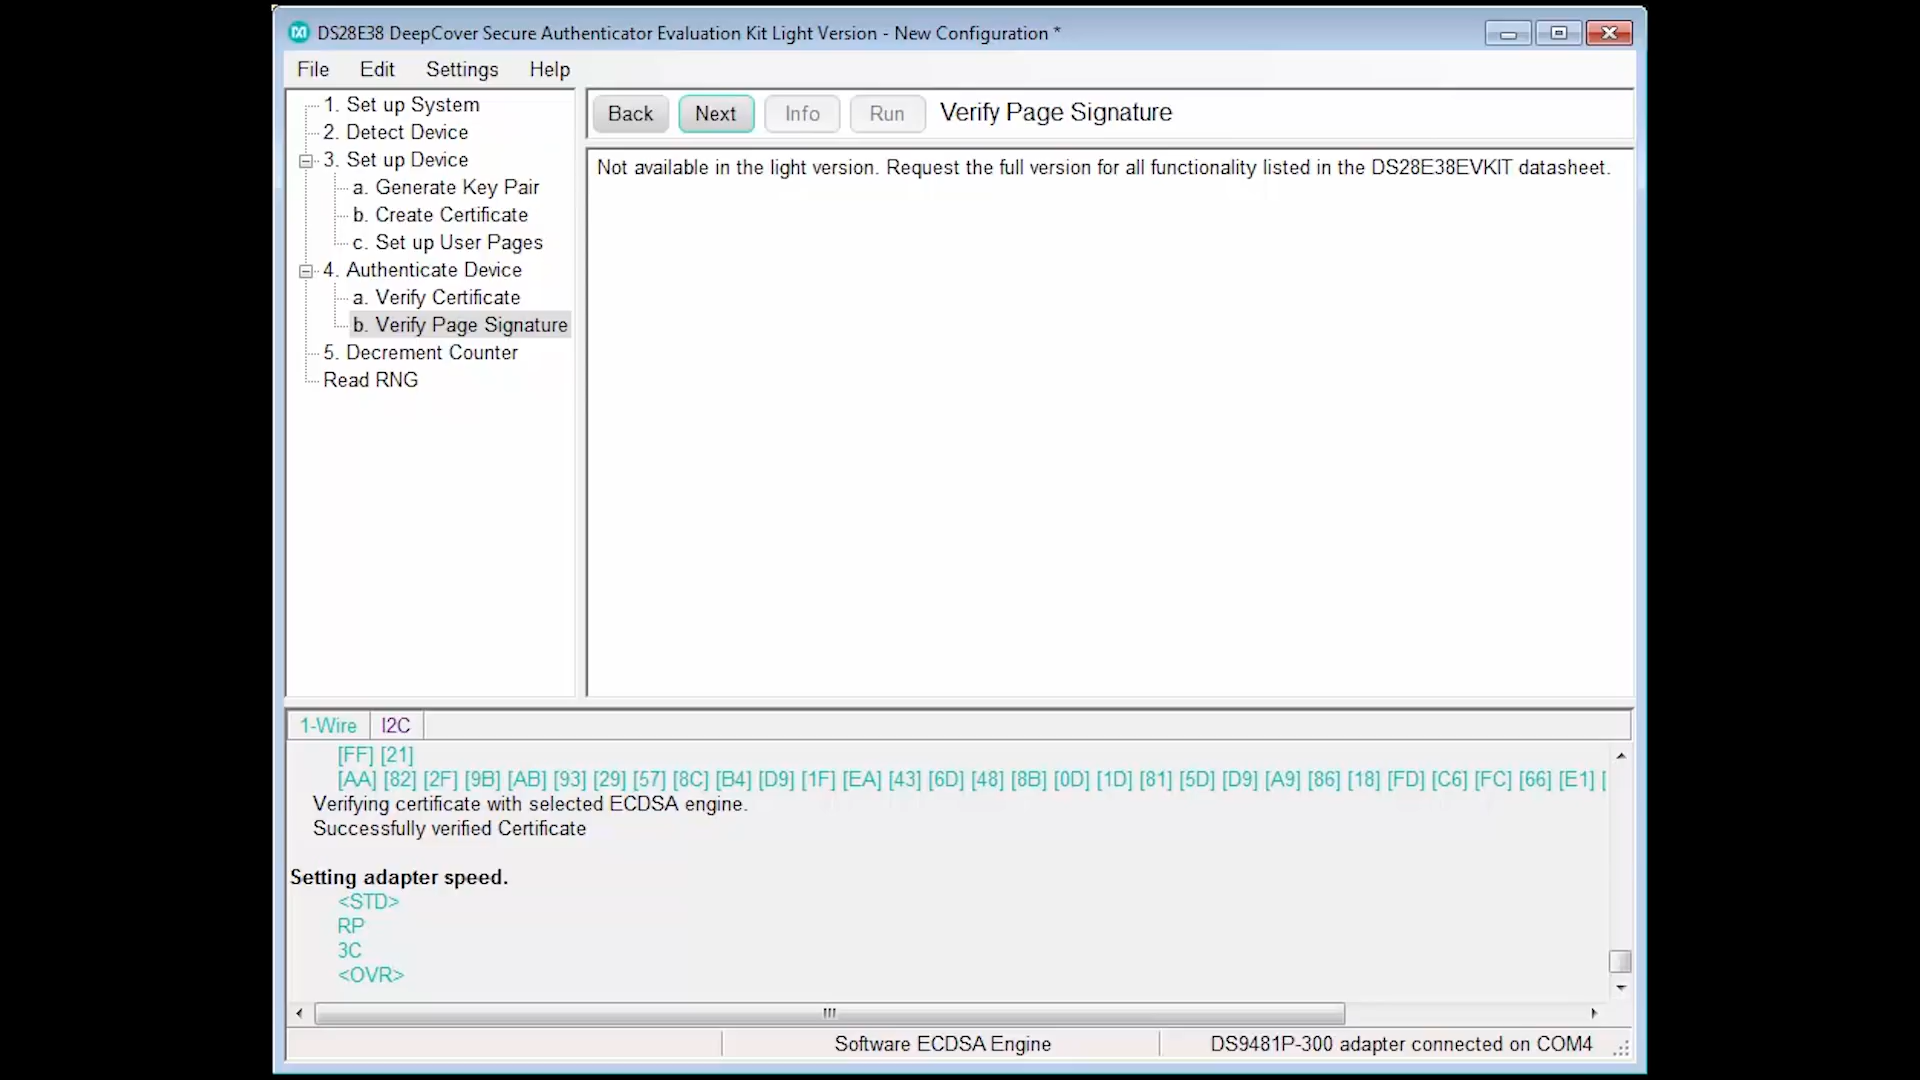 DS28E38 DeepCover Secure Authenticator Evaluation Kit Light Version - New Configuration *
File Edit Settings Help
1. Set up System
2. Detect Device
3. Set up Device
a. Generate Key Pair
b. Create Certificate
c. Set up User Pages
4. Authenticate Device
a. Verify Certificate
b. Verify Page Signature
5. Decrement Counter
Read RNG
Back Next Info Run Verify Page Signature
Not available in the light version. Request the full version for all functionality listed in the DS28E38EVKIT datasheet.
1-Wire I2C
[FF] [21]
[AA] [82] [2F] [9B] [AB] [93] [29] [57] [8C] [B4] [D9] [1F] [EA] [43] [6D] [48] [8B] [0D] [1D] [81] [5D] [D9] [A9] [86] [18] [FD] [C6] [FC] [66] [E1] [
Verifying certificate with selected ECDSA engine.
Successfully verified Certificate
Setting adapter speed.
<STD>
RP
3C
<OVR>
Software ECDSA Engine DS9481P-300 adapter connected on COM4